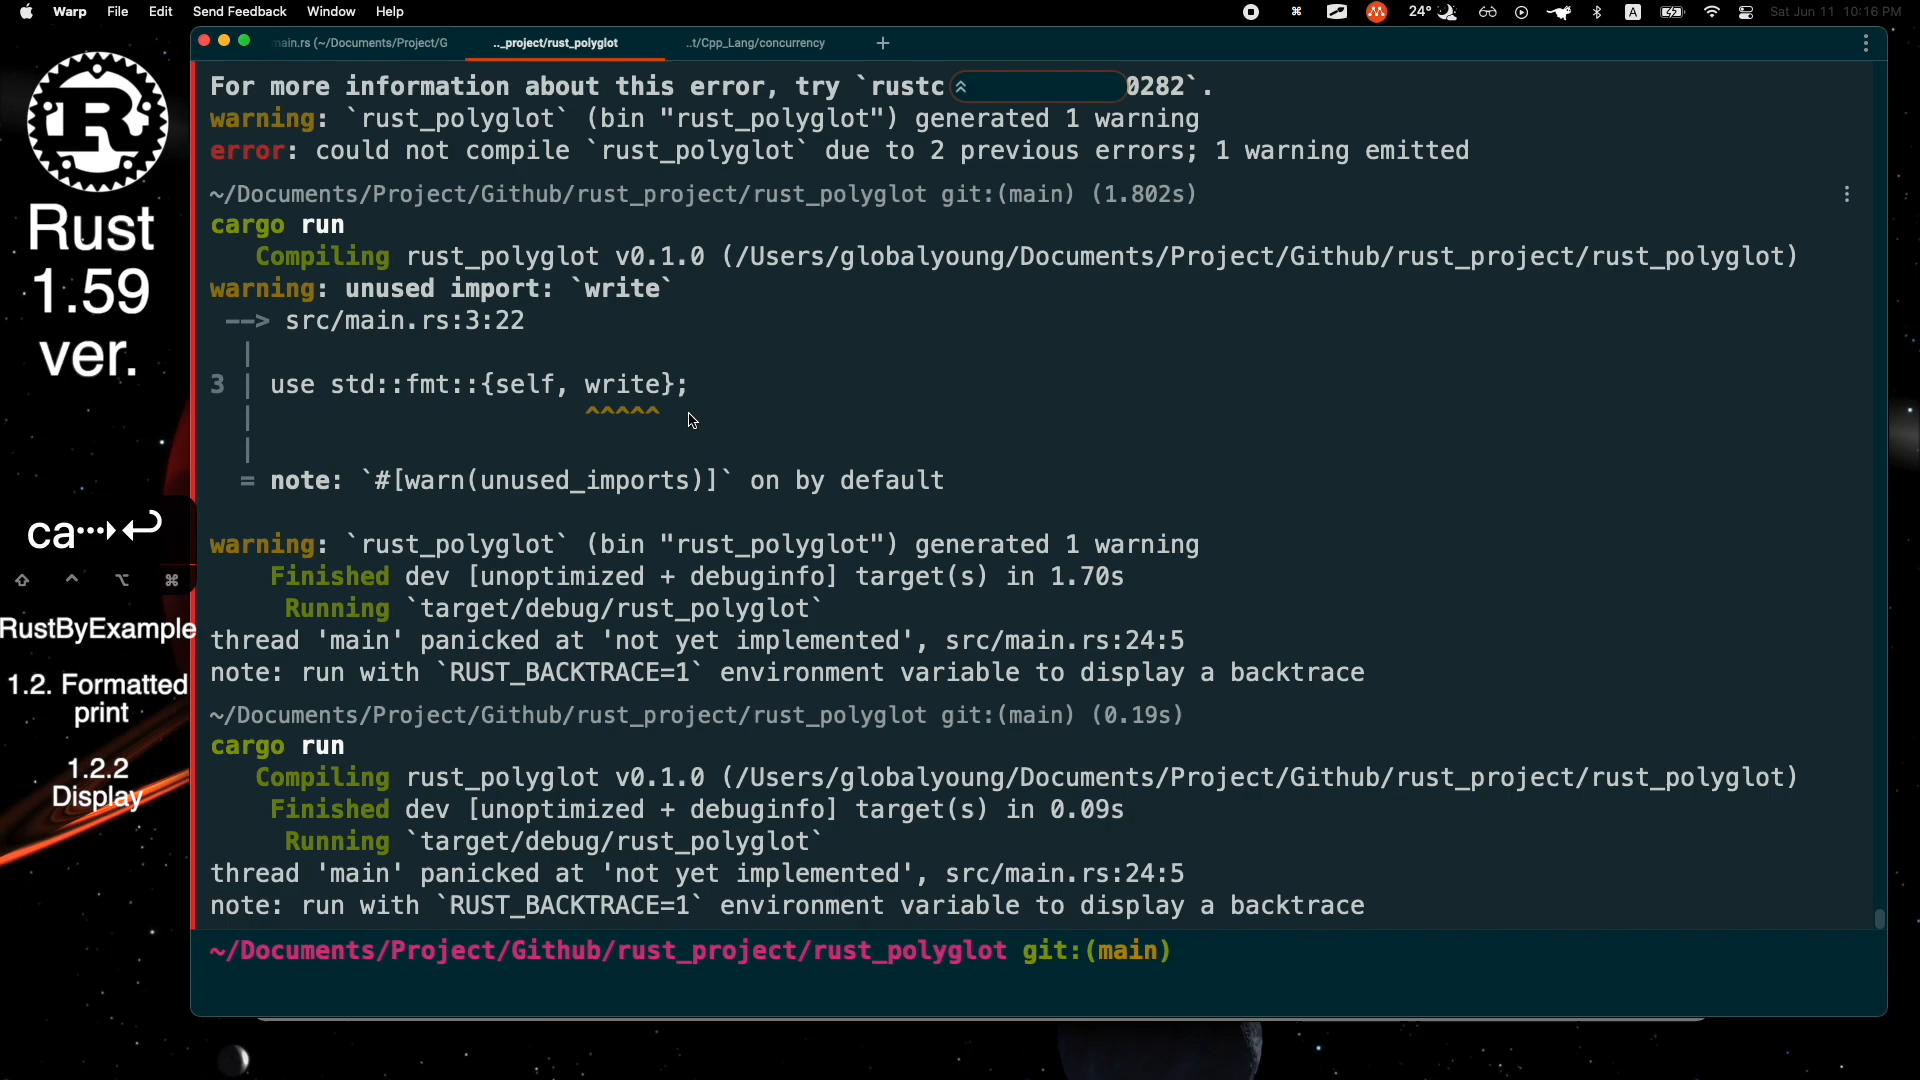 Warp File Edit Send Feedback Window Help
24° A Sat Jun 11 10:16 PM
main.rs (~/Documents/Project/G
.._project/rust_polyglot
..t/Cpp_Lang/concurrency
+
For more information about this error, try `rustc 0282`.
warning: `rust_polyglot` (bin "rust_polyglot") generated 1 warning
error: could not compile `rust_polyglot` due to 2 previous errors; 1 warning emitted
~/Documents/Project/Github/rust_project/rust_polyglot git:(main) (1.802s)
cargo run
Compiling rust_polyglot v0.1.0 (/Users/globalyoung/Documents/Project/Github/rust_project/rust_polyglot)
warning: unused import: `write`
--> src/main.rs:3:22
|
3 | use std::fmt::{self, write};
| ^^^^^
|
= note: `#[warn(unused_imports)]` on by default
warning: `rust_polyglot` (bin "rust_polyglot") generated 1 warning
Finished dev [unoptimized + debuginfo] target(s) in 1.70s
Running `target/debug/rust_polyglot`
thread 'main' panicked at 'not yet implemented', src/main.rs:24:5
note: run with `RUST_BACKTRACE=1` environment variable to display a backtrace
~/Documents/Project/Github/rust_project/rust_polyglot git:(main) (0.19s)
cargo run
Compiling rust_polyglot v0.1.0 (/Users/globalyoung/Documents/Project/Github/rust_project/rust_polyglot)
Finished dev [unoptimized + debuginfo] target(s) in 0.09s
Running `target/debug/rust_polyglot`
thread 'main' panicked at 'not yet implemented', src/main.rs:24:5
note: run with `RUST_BACKTRACE=1` environment variable to display a backtrace
~/Documents/Project/Github/rust_project/rust_polyglot git:(main)
R
Rust
1.59
ver.
ca…→↩
⇧ ^ ⌥ ⌘
RustByExample
1.2. Formatted
print
1.2.2
Display